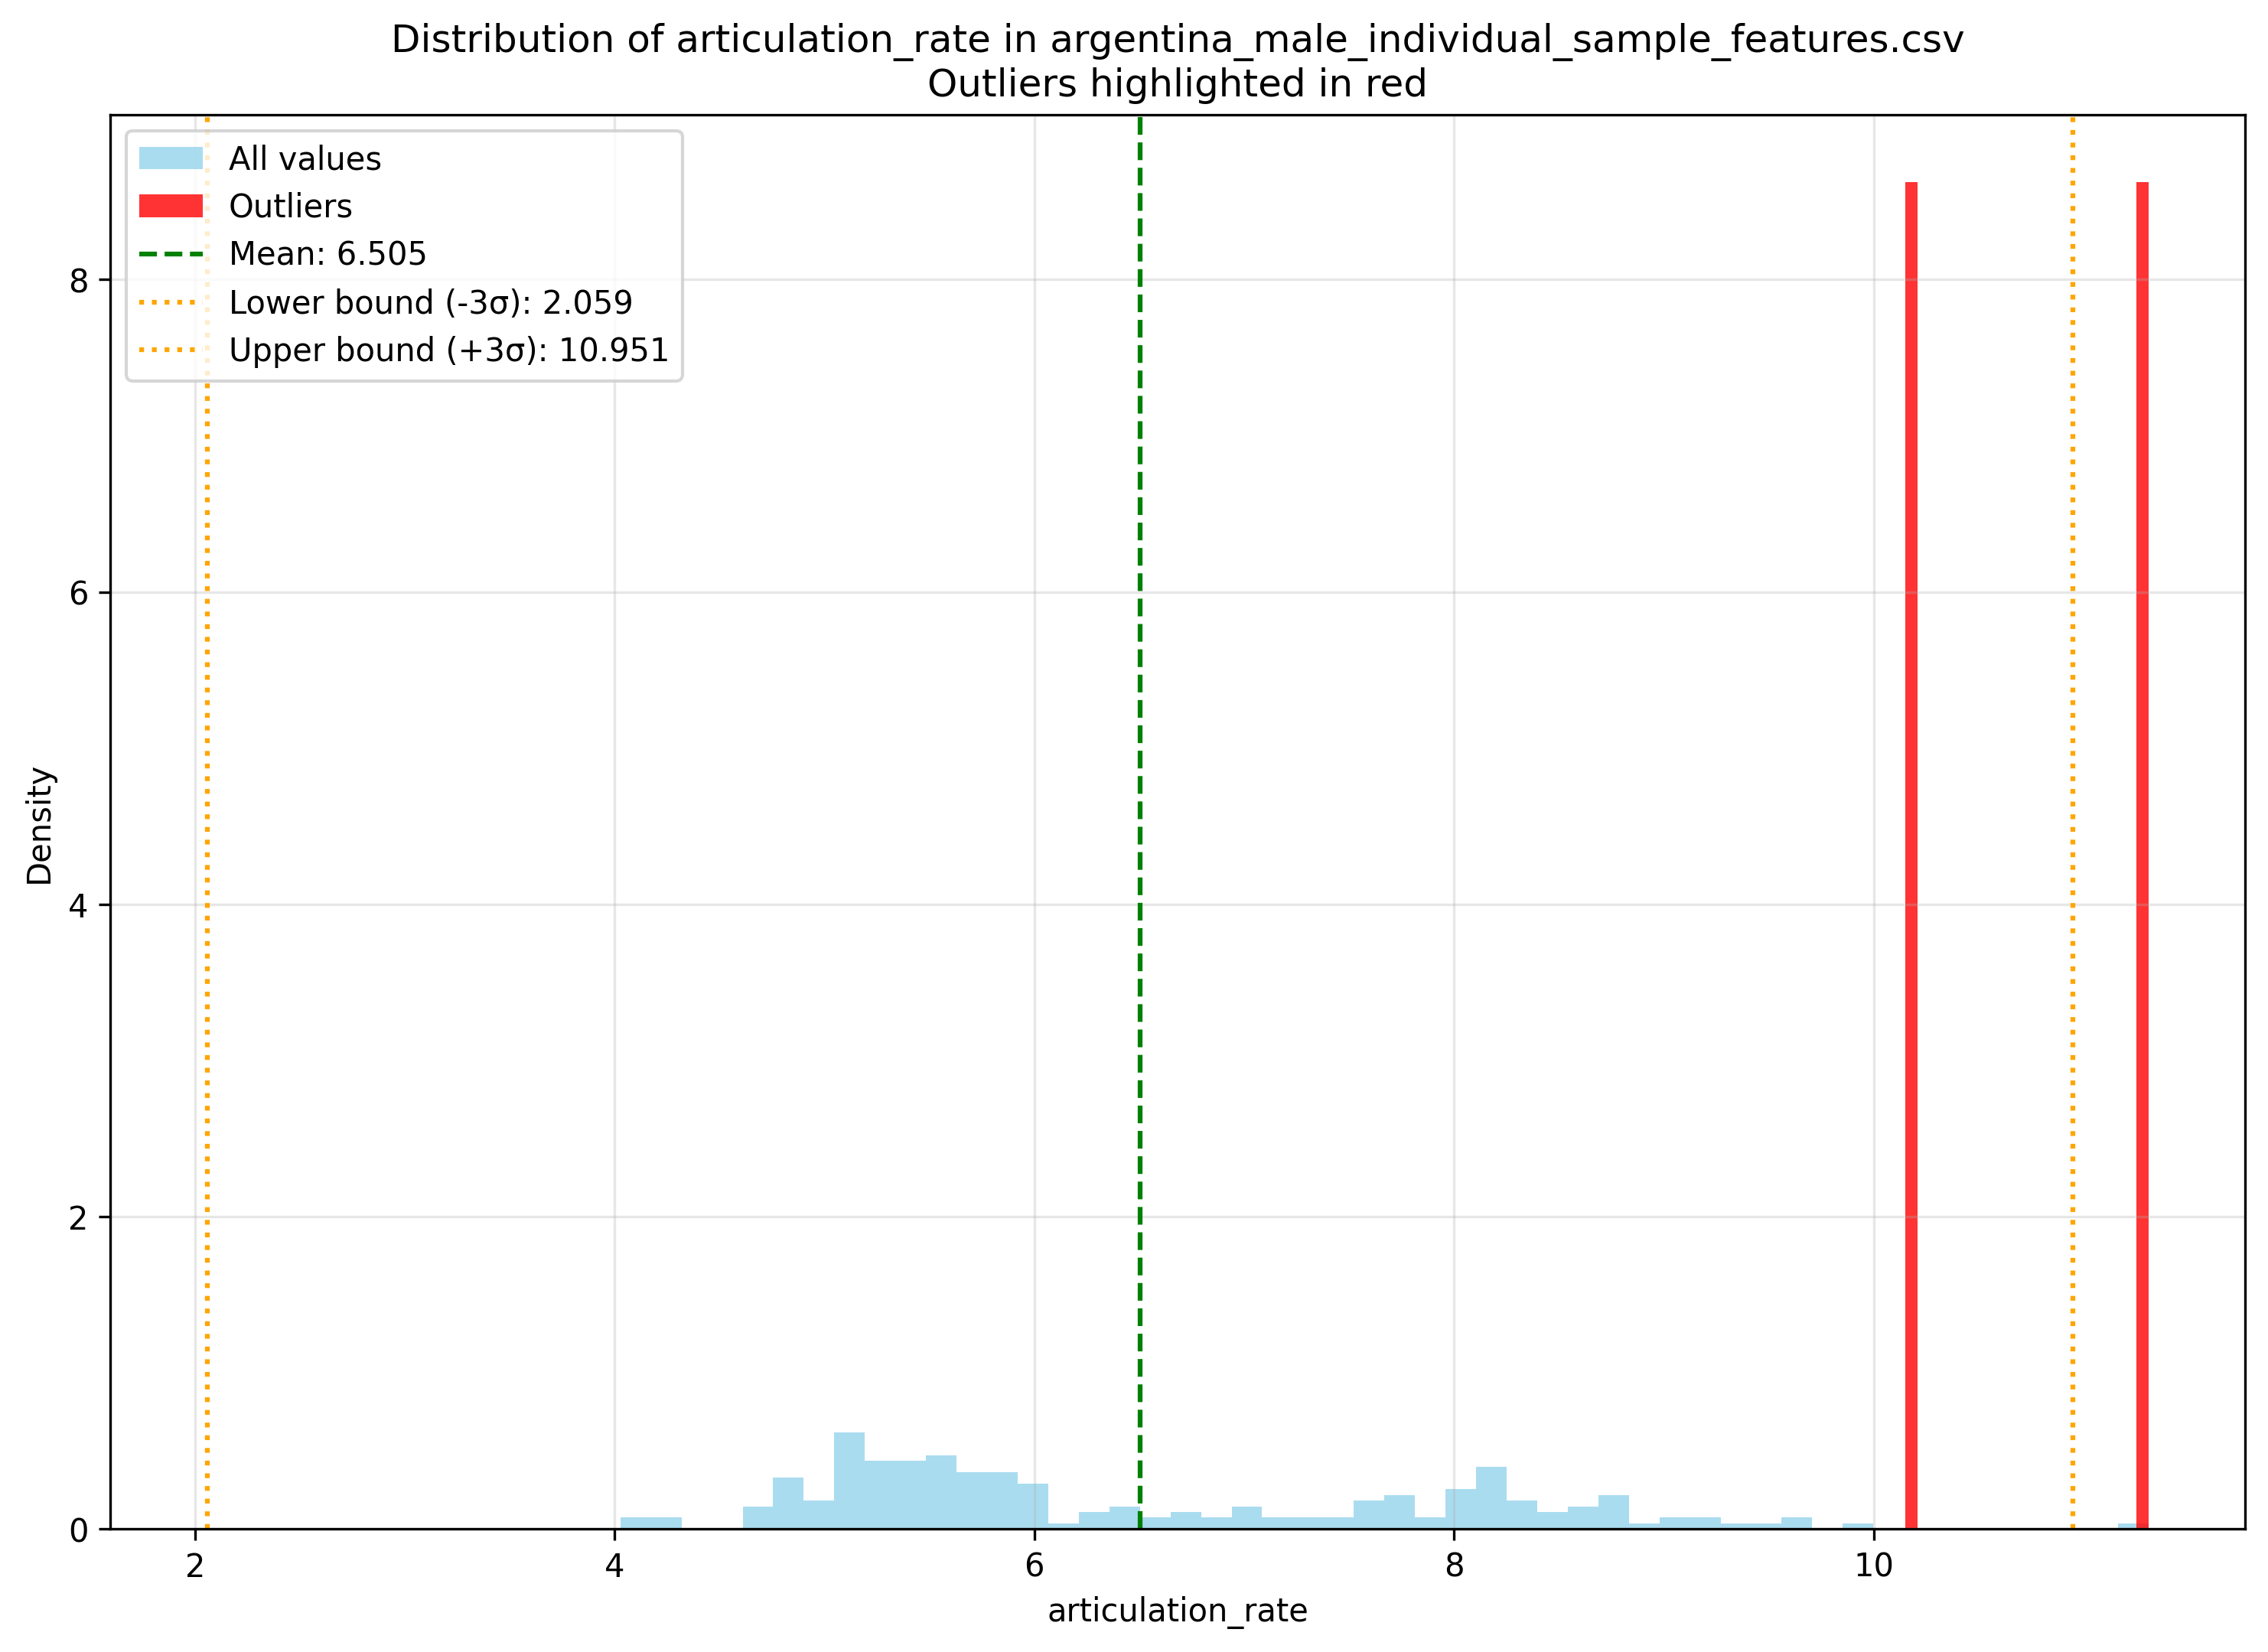 Distribution of articulation_rate in argentina_male_individual_sample_features.csv
Outliers highlighted in red
All values
Outliers
Mean: 6.505
Lower bound (-3σ): 2.059
Upper bound (+3σ): 10.951
Density
8
6
4
2
0
2 4 6 8 10
articulation_rate